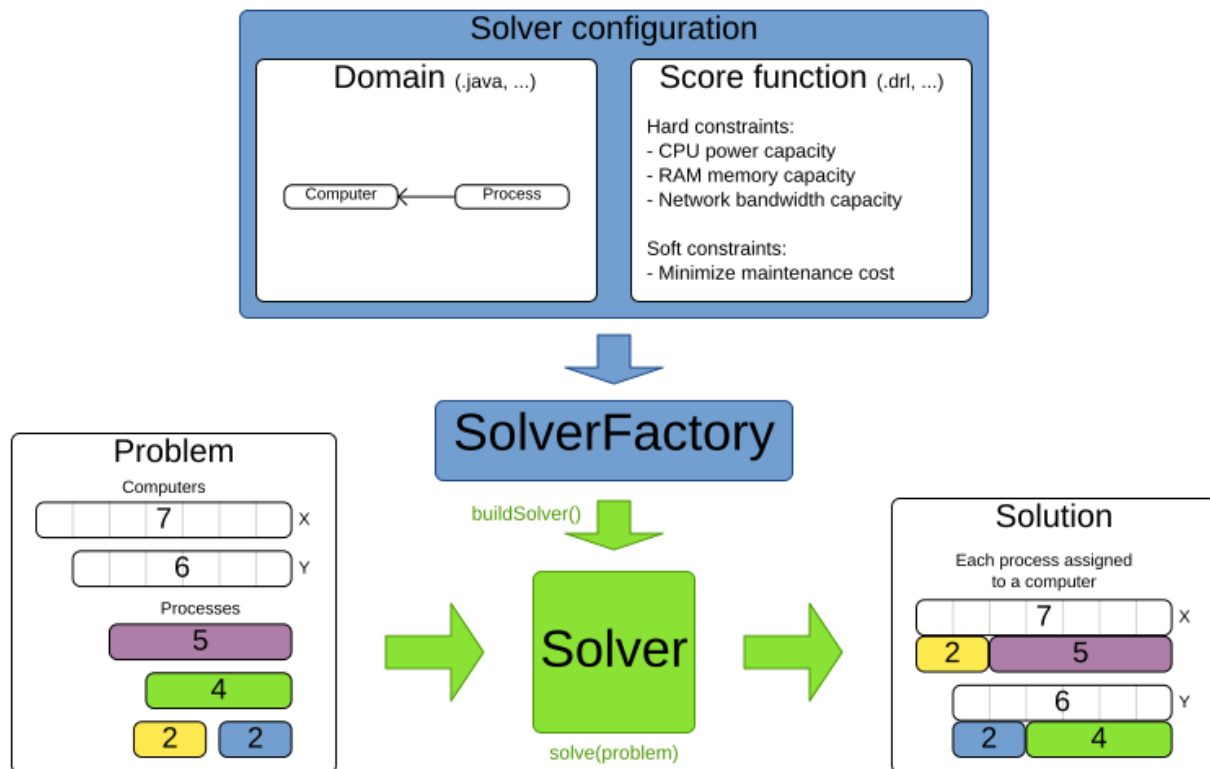 Solver configuration
Domain (.java, ...)
Computer
Process
Score function (.drl, ...)
Hard constraints:
- CPU power capacity
- RAM memory capacity
- Network bandwidth capacity
Soft constraints:
- Minimize maintenance cost
SolverFactory
buildSolver()
Problem
Computers
7 X
6 Y
Processes
5
4
2 2
Solver
solve(problem)
Solution
Each process assigned
to a computer
7 X
2 5
6 Y
2 4